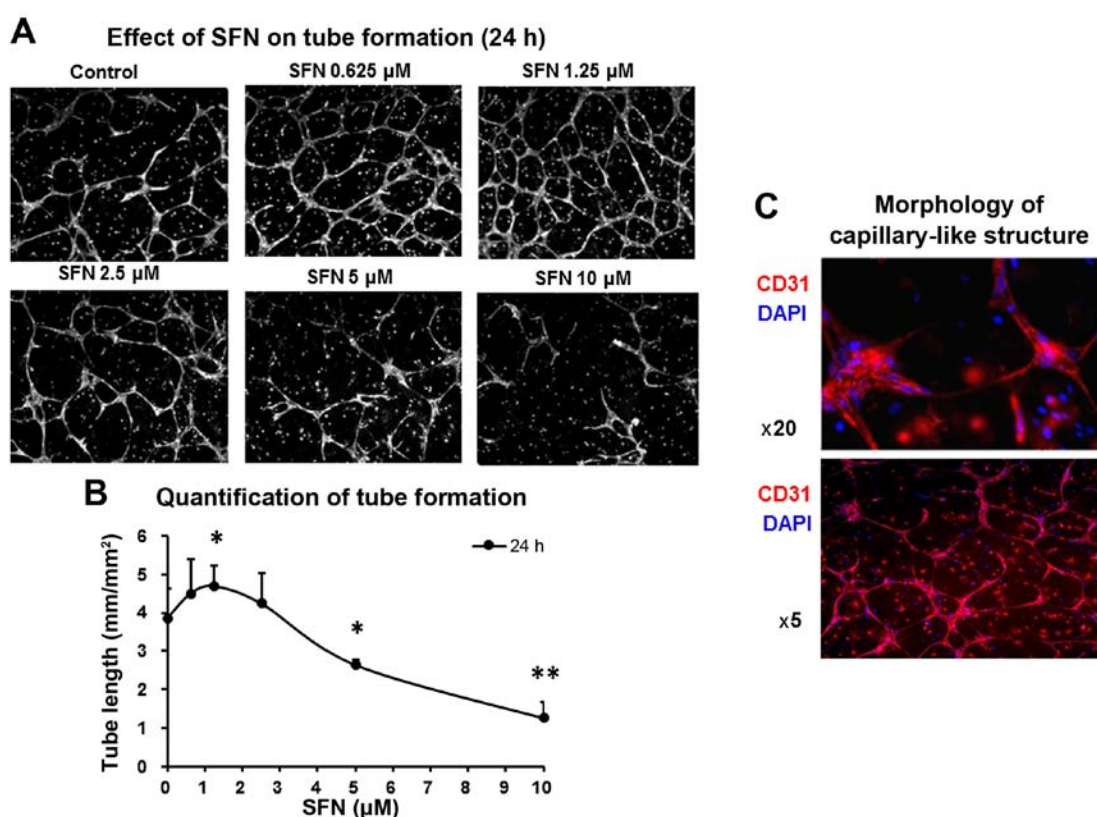 A
Effect of SFN on tube formation (24 h)
Control
SFN 0.625 µM
SFN 1.25 µM
SFN 2.5 µM
SFN 5 µM
SFN 10 µM
B
Quantification of tube formation
Tube length (mm/mm²)
6
5
4
3
2
1
0
*
*
**
24 h
0 1 2 3 4 5 6 7 8 9 10
SFN (µM)
C
Morphology of
capillary-like structure
CD31
DAPI
x20
CD31
DAPI
x5